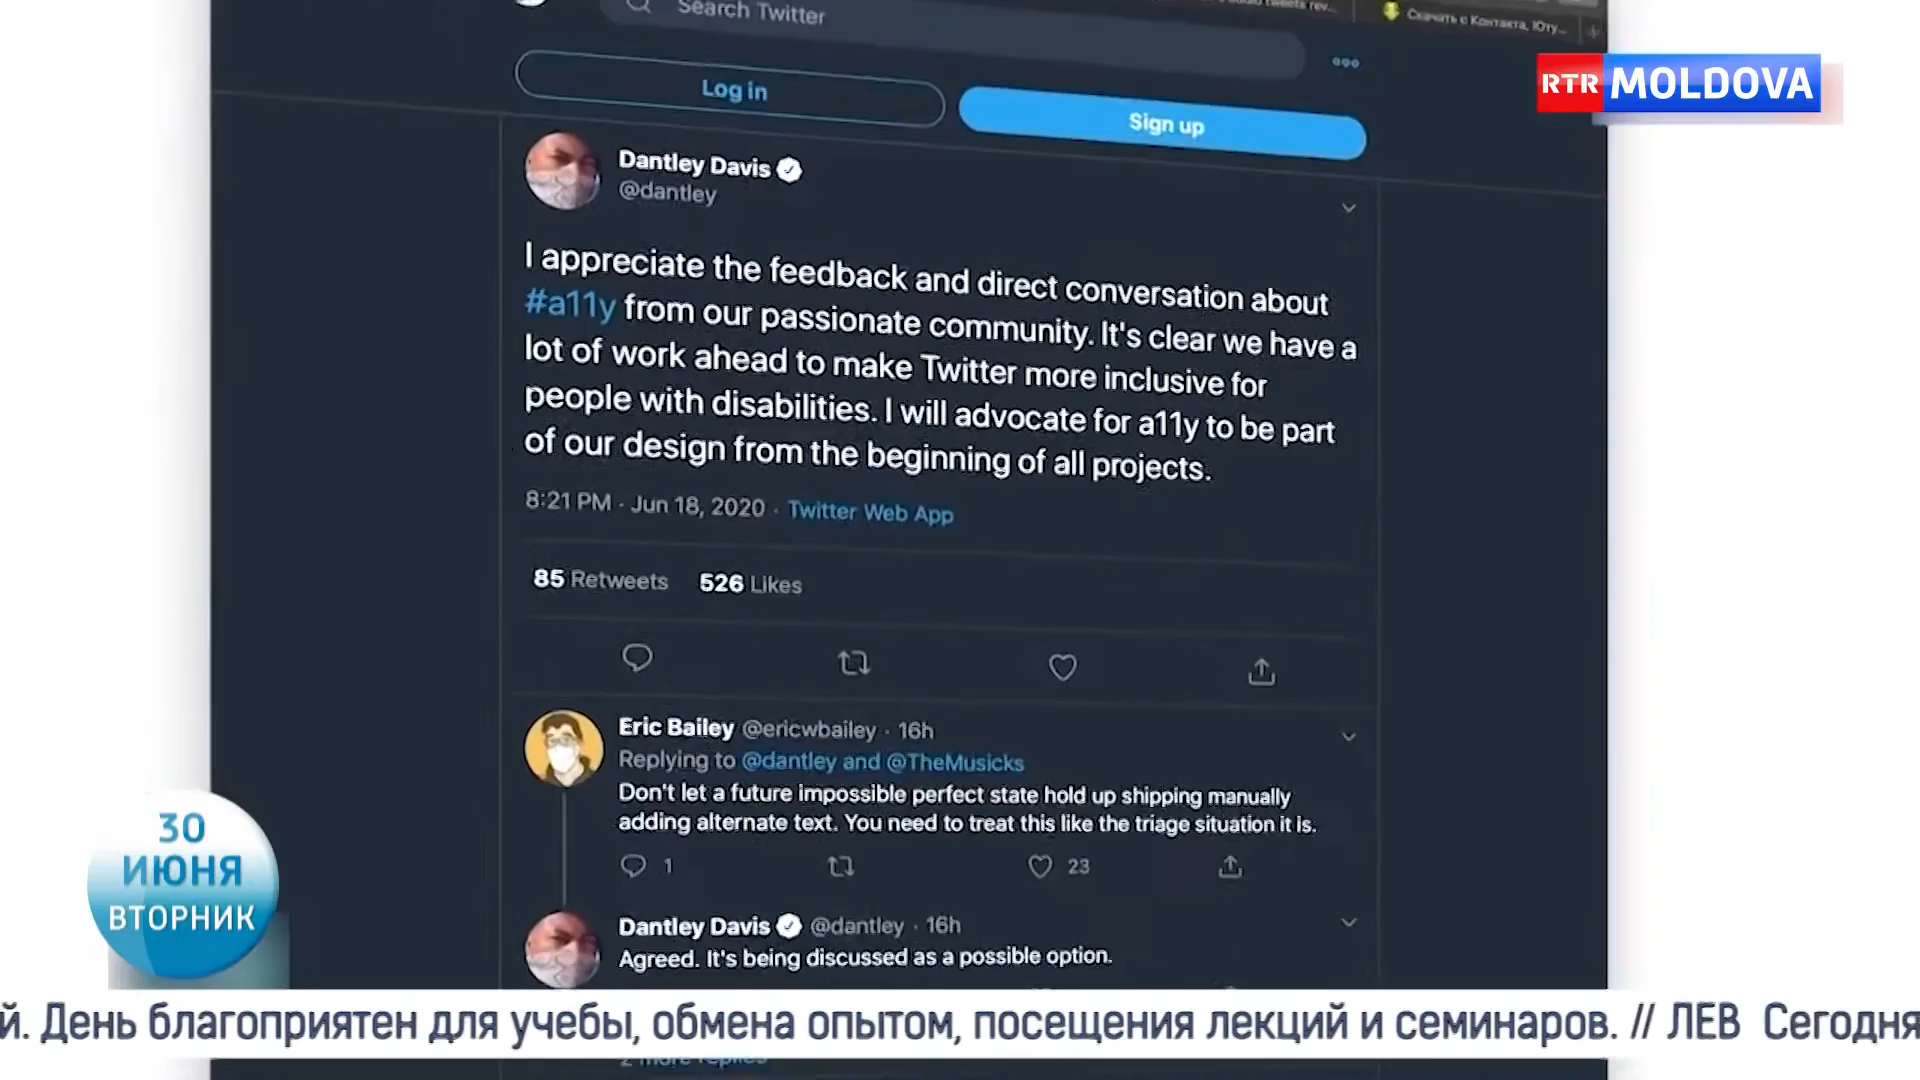 Search Twitter
Скачать с Контакта, Юту...
RTR MOLDOVA
Log in
Sign up
Dantley Davis
@dantley
I appreciate the feedback and direct conversation about
#a11y from our passionate community. It's clear we have a
lot of work ahead to make Twitter more inclusive for
people with disabilities. I will advocate for a11y to be part
of our design from the beginning of all projects.
8:21 PM · Jun 18, 2020 · Twitter Web App
85 Retweets 526 Likes
Eric Bailey @ericwbailey · 16h
Replying to @dantley and @TheMusicks
Don't let a future impossible perfect state hold up shipping manually
adding alternate text. You need to treat this like the triage situation it is.
1 23
Dantley Davis @dantley · 16h
Agreed. It's being discussed as a possible option.
30
ИЮНЯ
ВТОРНИК
й. День благоприятен для учебы, обмена опытом, посещения лекций и семинаров. // ЛЕВ Сегодня
2 more replies